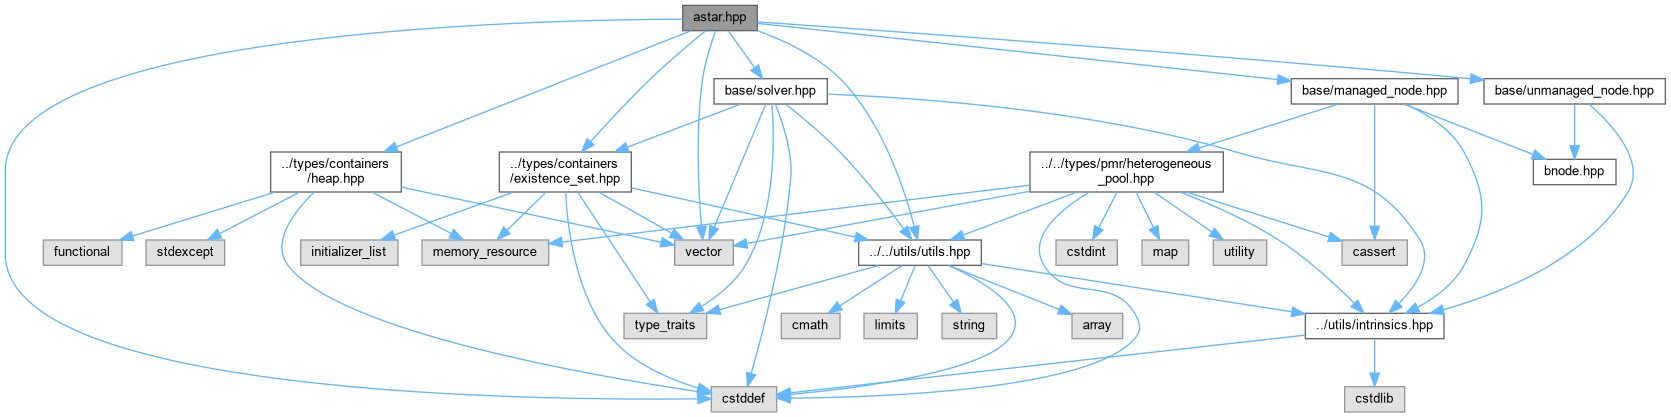 astar.hpp
base/solver.hpp
base/managed_node.hpp
base/unmanaged_node.hpp
../types/containers
/heap.hpp
../types/containers
/existence_set.hpp
../../types/pmr/heterogeneous
_pool.hpp
bnode.hpp
functional
stdexcept
initializer_list
memory_resource
vector
../../utils/utils.hpp
cstdint
map
utility
cassert
type_traits
cmath
limits
string
array
../utils/intrinsics.hpp
cstddef
cstdlib